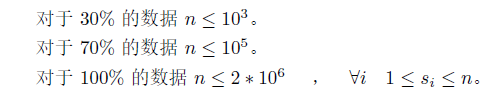 对于 30% 的数据 n ≤ 10³。
对于 70% 的数据 n ≤ 10⁵。
对于 100% 的数据 n ≤ 2 * 10⁶ , ∀i 1 ≤ sᵢ ≤ n。